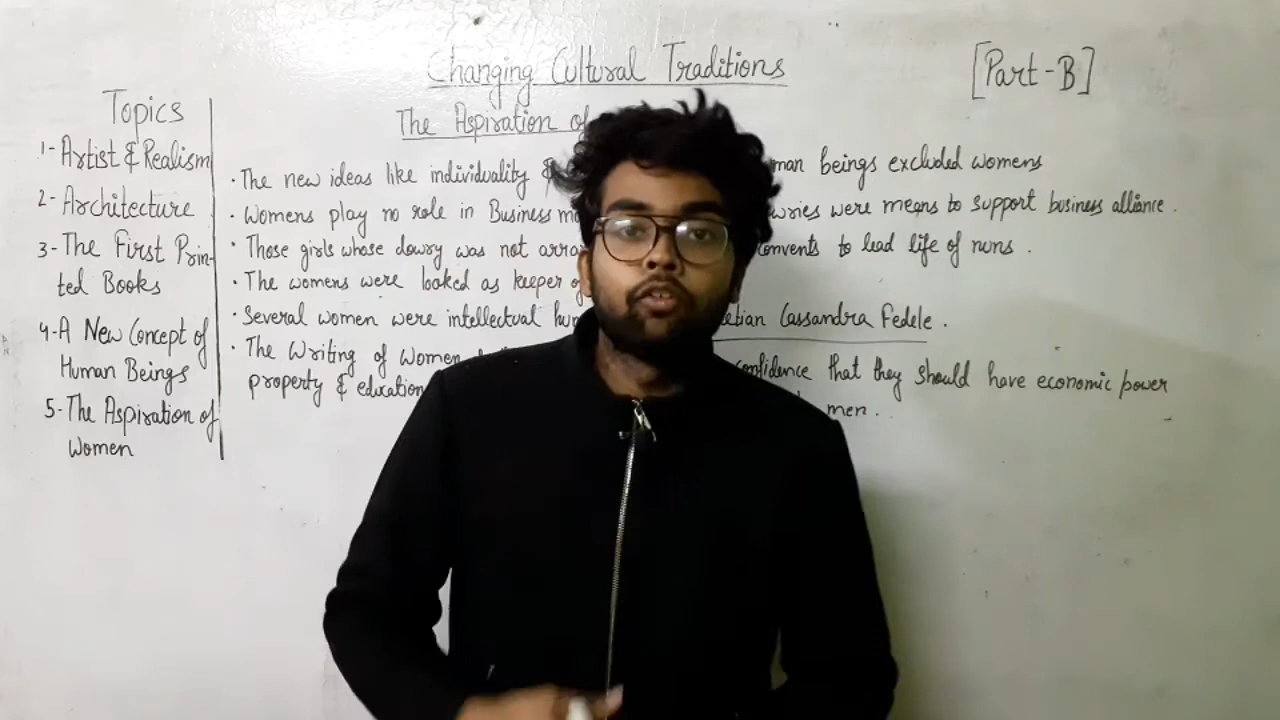 Changing Cultural Traditions
[Part-B]
Topics
1- Artist & Realism
2- Architecture
3- The First Prin-
ted Books
4- A New Concept of
Human Beings
5- The Aspiration of
Women
The Aspiration of
• The new ideas like individuality & beings excluded womens
• Womens play no role in Business were means to support business alliance.
• Those girls whose dowry was not convents to lead life of nuns.
• The womens were looked as keeper
• Several women were intellectual Cassandra Fedele.
• The Writing of Women
property & education that they should have economic power
men..